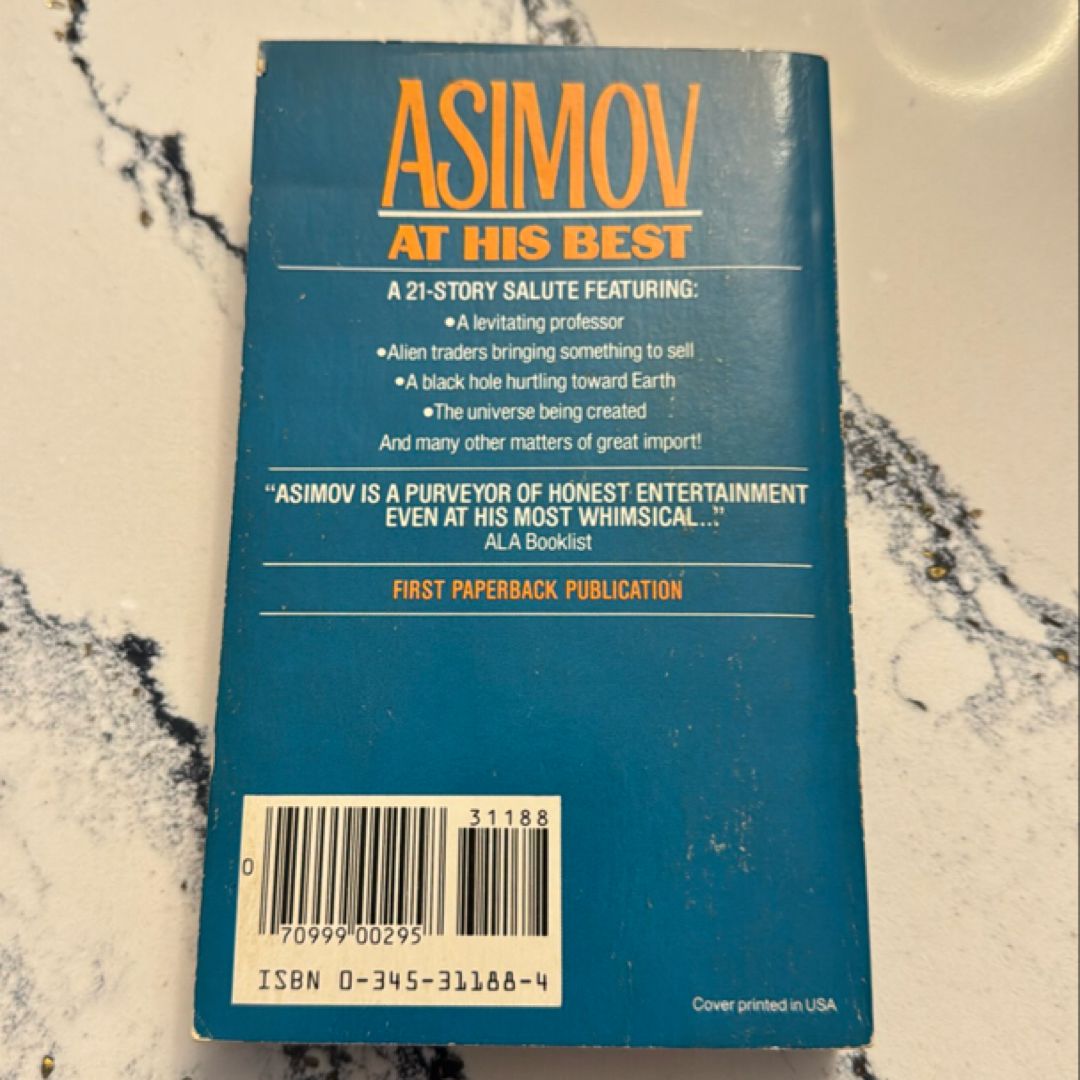 ASIMOV
AT HIS BEST
A 21-STORY SALUTE FEATURING:
•A levitating professor
•Alien traders bringing something to sell
•A black hole hurtling toward Earth
•The universe being created
And many other matters of great import!
“ASIMOV IS A PURVEYOR OF HONEST ENTERTAINMENT
EVEN AT HIS MOST WHIMSICAL...”
ALA Booklist
FIRST PAPERBACK PUBLICATION
31188
0
70999 00295
ISBN 0-345-31188-4
Cover printed in USA